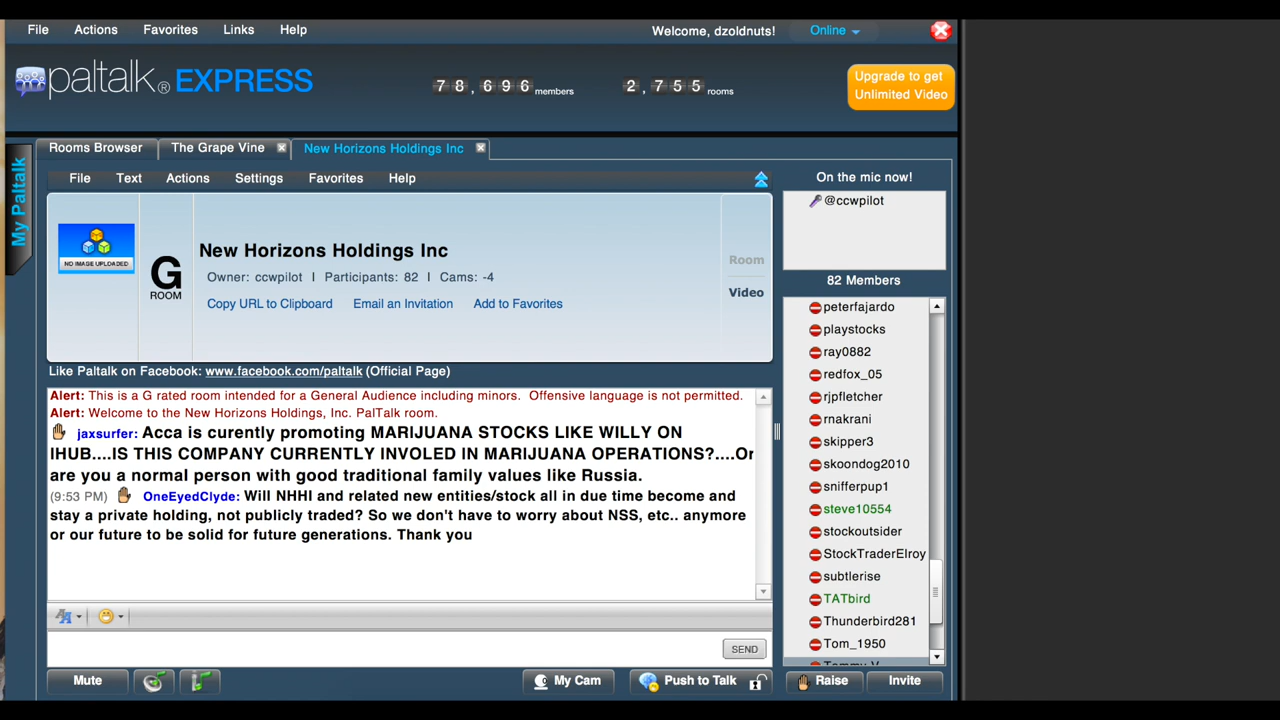 File Actions Favorites Links Help Welcome, dzoldnuts! Online
paltalk® EXPRESS 78,696 members 2,755 rooms Upgrade to get
Unlimited Video
My Paltalk
Rooms Browser The Grape Vine New Horizons Holdings Inc
File Text Actions Settings Favorites Help
NO IMAGE UPLOADED
G
ROOM
New Horizons Holdings Inc
Owner: ccwpilot I Participants: 82 I Cams: -4
Copy URL to Clipboard Email an Invitation Add to Favorites
Room
Video
Like Paltalk on Facebook: www.facebook.com/paltalk (Official Page)
Alert: This is a G rated room intended for a General Audience including minors. Offensive language is not permitted.
Alert: Welcome to the New Horizons Holdings, Inc. PalTalk room.
jaxsurfer: Acca is curently promoting MARIJUANA STOCKS LIKE WILLY ON
IHUB....IS THIS COMPANY CURRENTLY INVOLED IN MARIJUANA OPERATIONS?....Or
are you a normal person with good traditional family values like Russia.
(9:53 PM) OneEyedClyde: Will NHHI and related new entities/stock all in due time become and
stay a private holding, not publicly traded? So we don't have to worry about NSS, etc.. anymore
or our future to be solid for future generations. Thank you
SEND
Mute My Cam Push to Talk
On the mic now!
@ccwpilot
82 Members
peterfajardo
playstocks
ray0882
redfox_05
rjpfletcher
rnakrani
skipper3
skoondog2010
snifferpup1
steve10554
stockoutsider
StockTraderElroy
subtlerise
TATbird
Thunderbird281
Tom_1950
Tommy V
Raise Invite